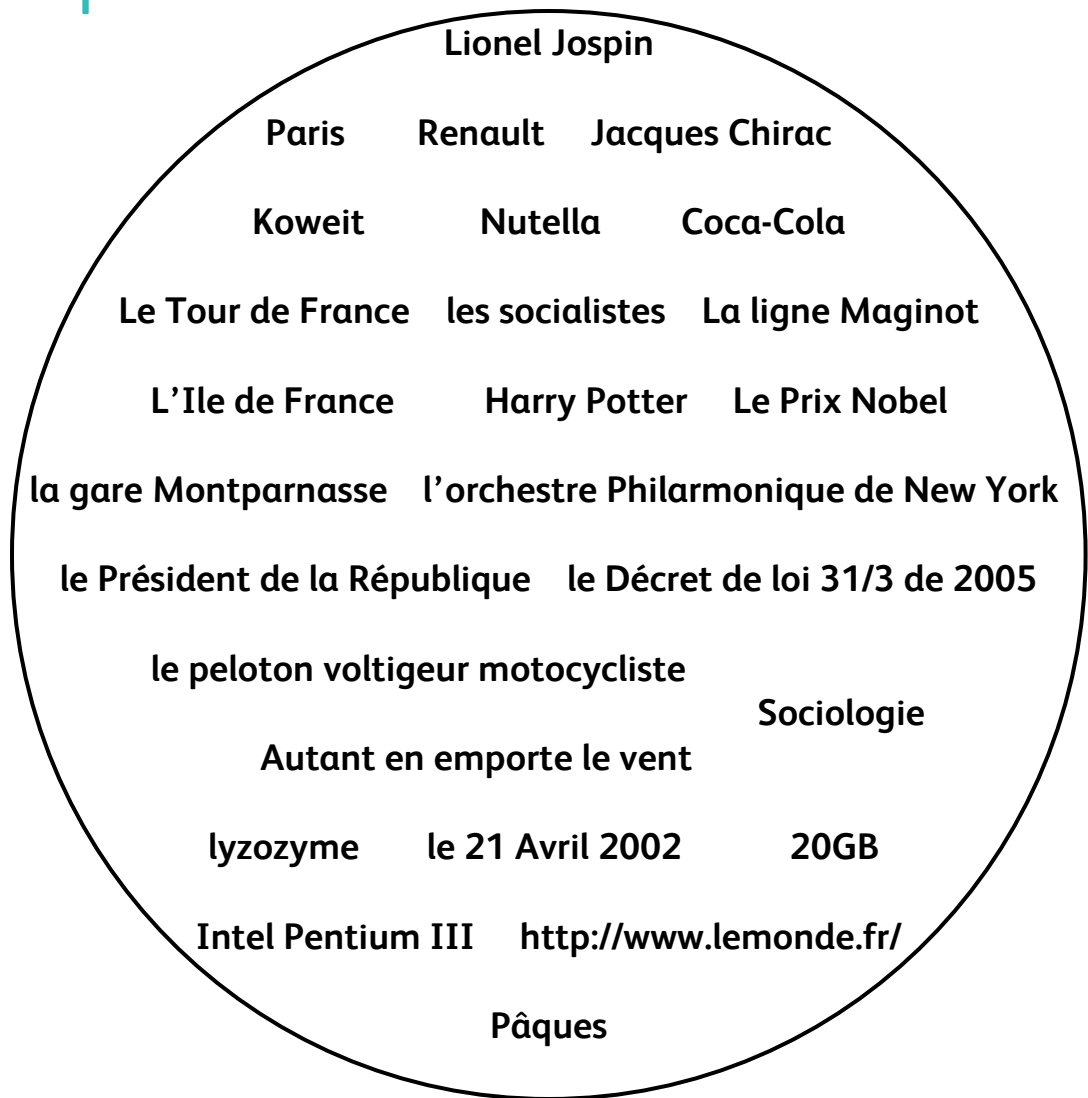 Lionel Jospin
Paris Renault Jacques Chirac
Koweit Nutella Coca-Cola
Le Tour de France les socialistes La ligne Maginot
L’Ile de France Harry Potter Le Prix Nobel
la gare Montparnasse l’orchestre Philarmonique de New York
le Président de la République le Décret de loi 31/3 de 2005
le peloton voltigeur motocycliste
Sociologie
Autant en emporte le vent
lyzozyme le 21 Avril 2002 20GB
Intel Pentium III http://www.lemonde.fr/
Pâques